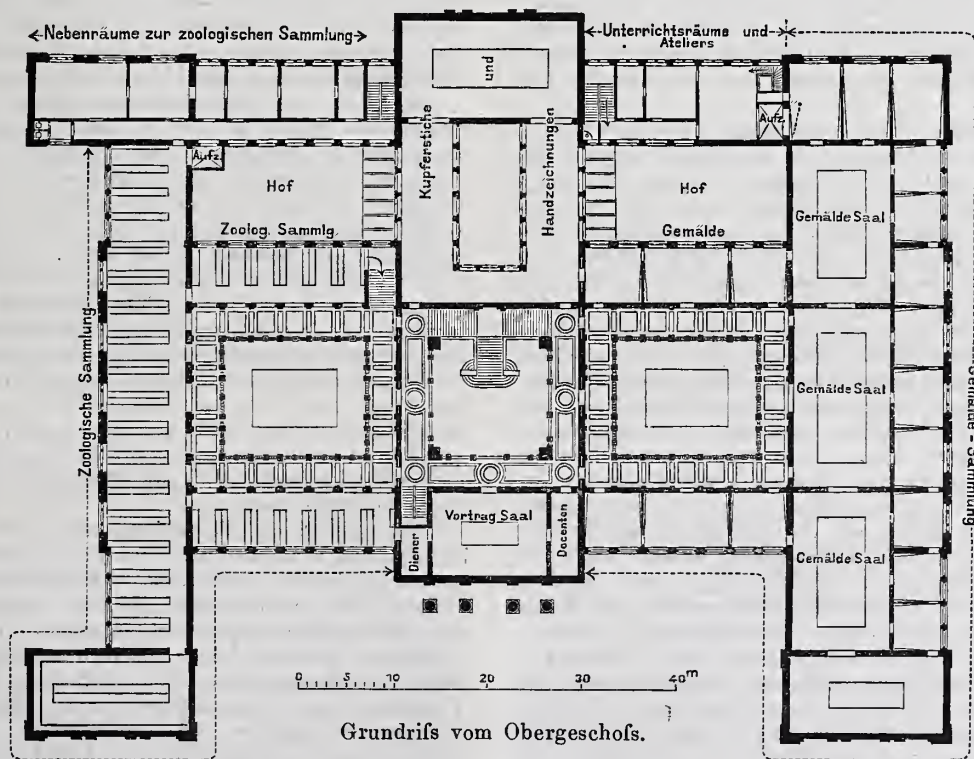 Nebenräume zur zoologischen Sammlung
Unterrichtsräume und
Ateliers
und
Kupferstiche
Handzeichnungen
Aufz.
Aufz.
Hof
Hof
Zoolog. Sammlg.
Gemälde
Gemälde Saal
Zoologische Sammlung
Gemälde Saal
Gemälde - Sammlung
Vortrag Saal
Diener
Docenten
Gemälde Saal
0 5 10 20 30 40 m
Grundriſs vom Obergeschoſs.